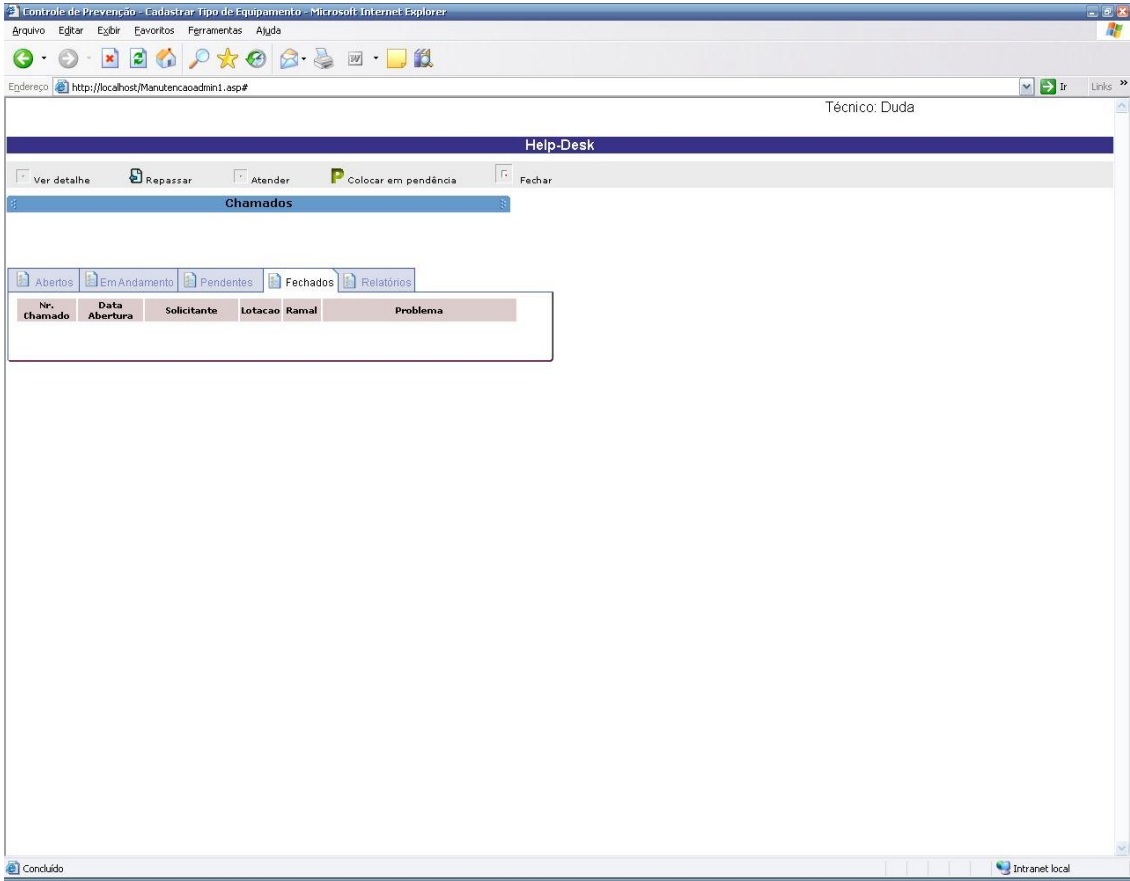 Controle de Prevenção - Cadastrar Tipo de Equipamento - Microsoft Internet Explorer
Arquivo Editar Exibir Favoritos Ferramentas Ajuda
Endereço http://localhost/Manutencaoadmin1.asp# Ir Links »
Técnico: Duda
Help-Desk
Ver detalhe Repassar Atender P Colocar em pendência Fechar
Chamados
Abertos Em Andamento Pendentes Fechados Relatórios
Nr. Chamado Data Abertura Solicitante Lotacao Ramal Problema
Concluído Intranet local